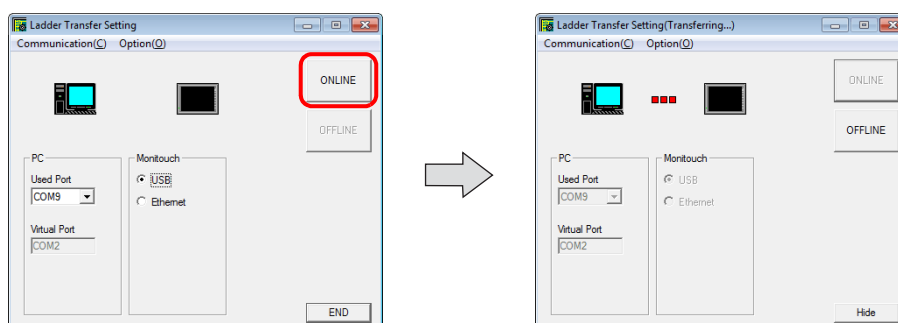 Ladder Transfer Setting
Communication(C) Option(O)
ONLINE
OFFLINE
PC
Used Port
COM9
Virtual Port
COM2
Monitouch
USB
Ethernet
END
Ladder Transfer Setting(Transferring...)
Communication(C) Option(O)
ONLINE
OFFLINE
PC
Used Port
COM9
Virtual Port
COM2
Monitouch
USB
Ethernet
Hide